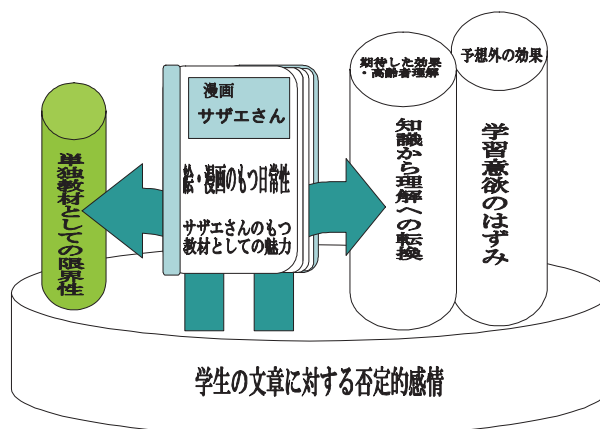 予想外の効果
期待した効果
・高齢者理解
漫画
サザエさん
絵・漫画のもつ日常性
サザエさんのもつ
教材としての魅力
単独教材としての限界性
知識から理解への転換
学習意欲のはずみ
学生の文章に対する否定的感情